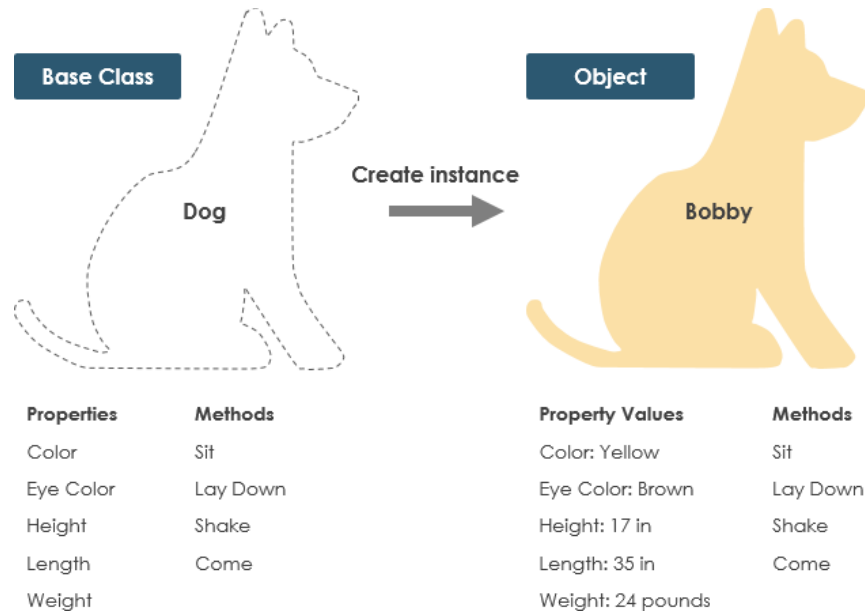 Base Class
Object
Create instance
Dog
Bobby
Properties Methods Property Values Methods
Color Sit Color: Yellow Sit
Eye Color Lay Down Eye Color: Brown Lay Down
Height Shake Height: 17 in Shake
Length Come Length: 35 in Come
Weight Weight: 24 pounds